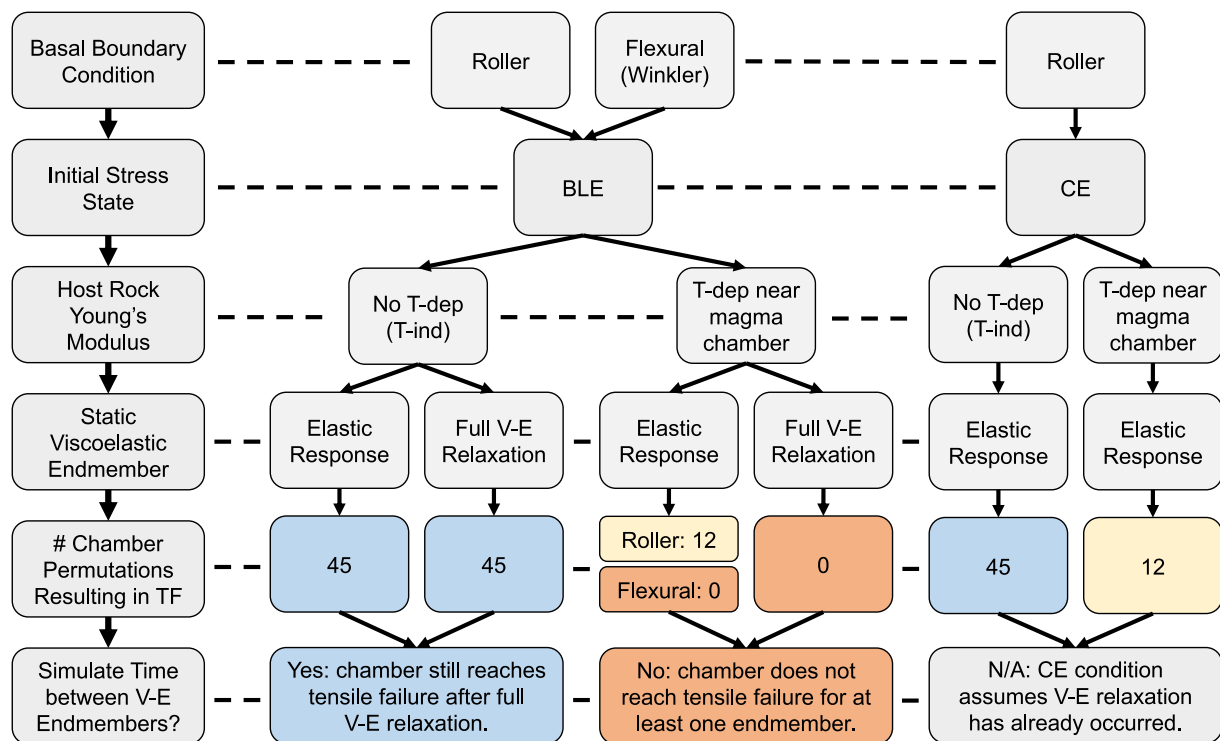 Basal Boundary
Condition
Roller
Flexural
(Winkler)
Roller
Initial Stress
State
BLE
CE
Host Rock
Young's
Modulus
No T-dep
(T-ind)
T-dep near
magma
chamber
No T-dep
(T-ind)
T-dep near
magma
chamber
Static
Viscoelastic
Endmember
Elastic
Response
Full V-E
Relaxation
Elastic
Response
Full V-E
Relaxation
Elastic
Response
Elastic
Response
# Chamber
Permutations
Resulting in TF
45
45
Roller: 12
Flexural: 0
0
45
12
Simulate Time
between V-E
Endmembers?
Yes: chamber still reaches
tensile failure after full
V-E relaxation.
No: chamber does not
reach tensile failure for at
least one endmember.
N/A: CE condition
assumes V-E relaxation
has already occurred.